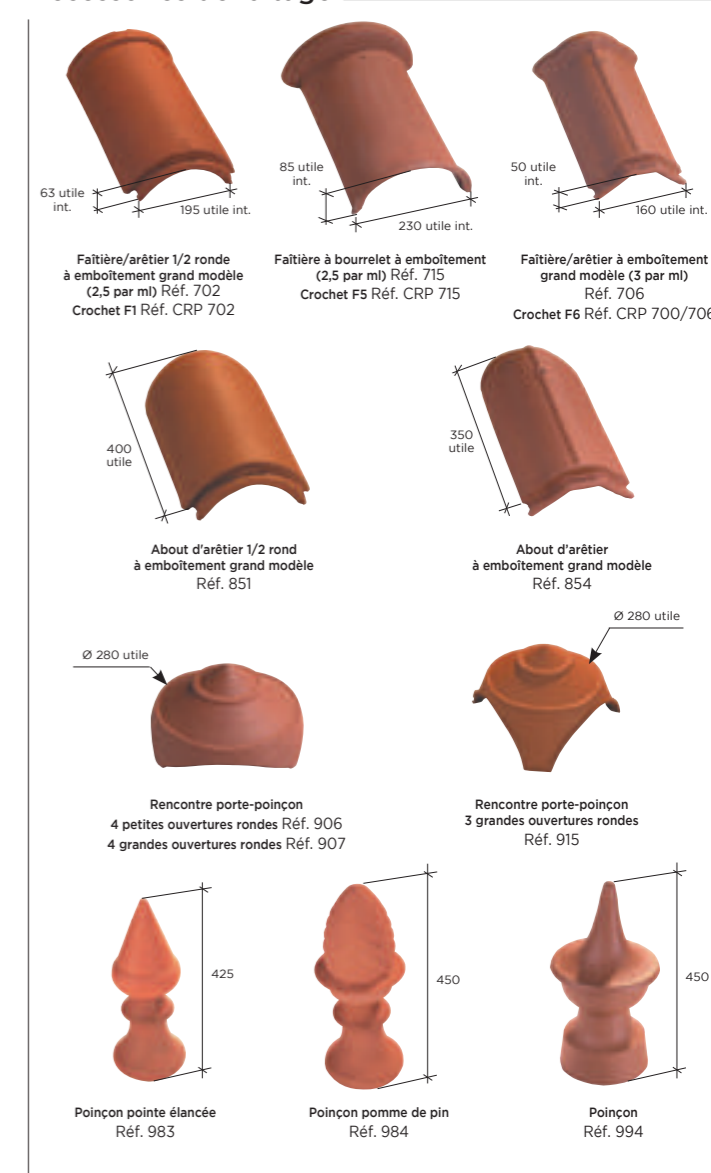 63 utile
int.
195 utile int.
85 utile
int.
230 utile int.
50 utile
int.
160 utile int.
Faîtière/arêtier 1/2 ronde
à emboîtement grand modèle
(2,5 par ml) Réf. 702
Crochet F1 Réf. CRP 702
Faîtière à bourrelet à emboîtement
(2,5 par ml) Réf. 715
Crochet F5 Réf. CRP 715
Faîtière/arêtier à emboîtement
grand modèle (3 par ml)
Réf. 706
Crochet F6 Réf. CRP 700/706
400
utile
350
utile
About d'arêtier 1/2 rond
à emboîtement grand modèle
Réf. 851
About d'arêtier
à emboîtement grand modèle
Réf. 854
Ø 280 utile
Ø 280 utile
Rencontre porte-poinçon
4 petites ouvertures rondes Réf. 906
4 grandes ouvertures rondes Réf. 907
Rencontre porte-poinçon
3 grandes ouvertures rondes
Réf. 915
425
450
450
Poinçon pointe élancée
Réf. 983
Poinçon pomme de pin
Réf. 984
Poinçon
Réf. 994